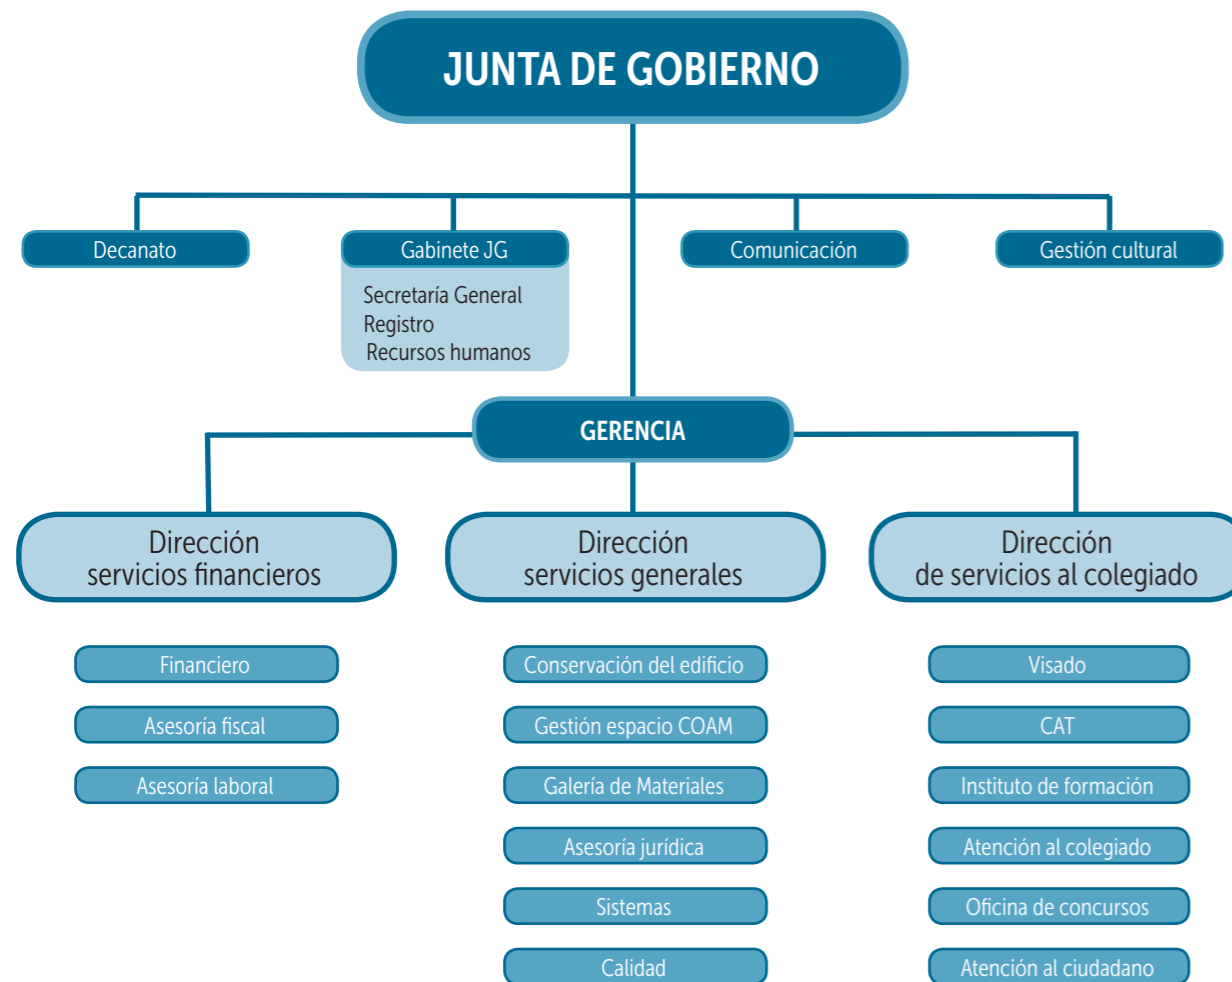 JUNTA DE GOBIERNO
Decanato
Gabinete JG
Comunicación
Gestión cultural
Secretaría General
Registro
Recursos humanos
GERENCIA
Dirección
servicios financieros
Dirección
servicios generales
Dirección
de servicios al colegiado
Financiero
Asesoría fiscal
Asesoría laboral
Conservación del edificio
Gestión espacio COAM
Galería de Materiales
Asesoría jurídica
Sistemas
Calidad
Visado
CAT
Instituto de formación
Atención al colegiado
Oficina de concursos
Atención al ciudadano